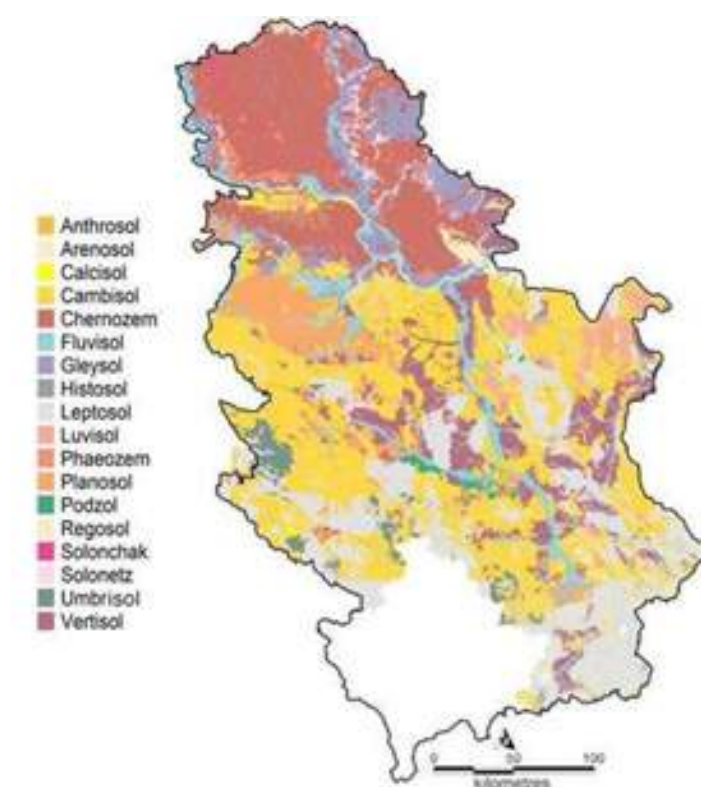 Anthrosol
Arenosol
Calcisol
Cambisol
Chernozem
Fluvisol
Gleysol
Histosol
Leptosol
Luvisol
Phaeozem
Planosol
Podzol
Regosol
Solonchak
Solonetz
Umbrisol
Vertisol
0 50 100
kilometres